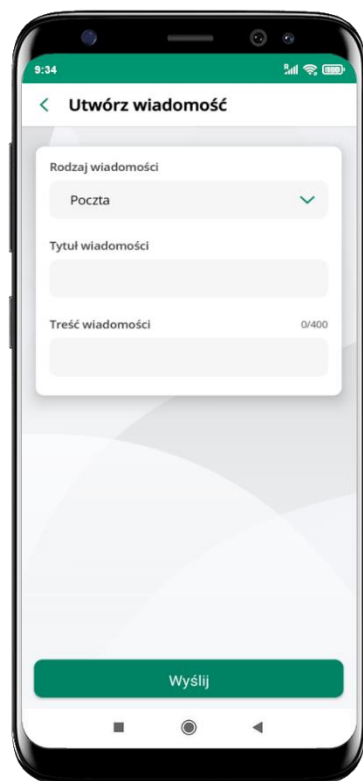 9:34
Utwórz wiadomość
Rodzaj wiadomości
Poczta
Tytuł wiadomości
Treść wiadomości 0/400
Wyślij